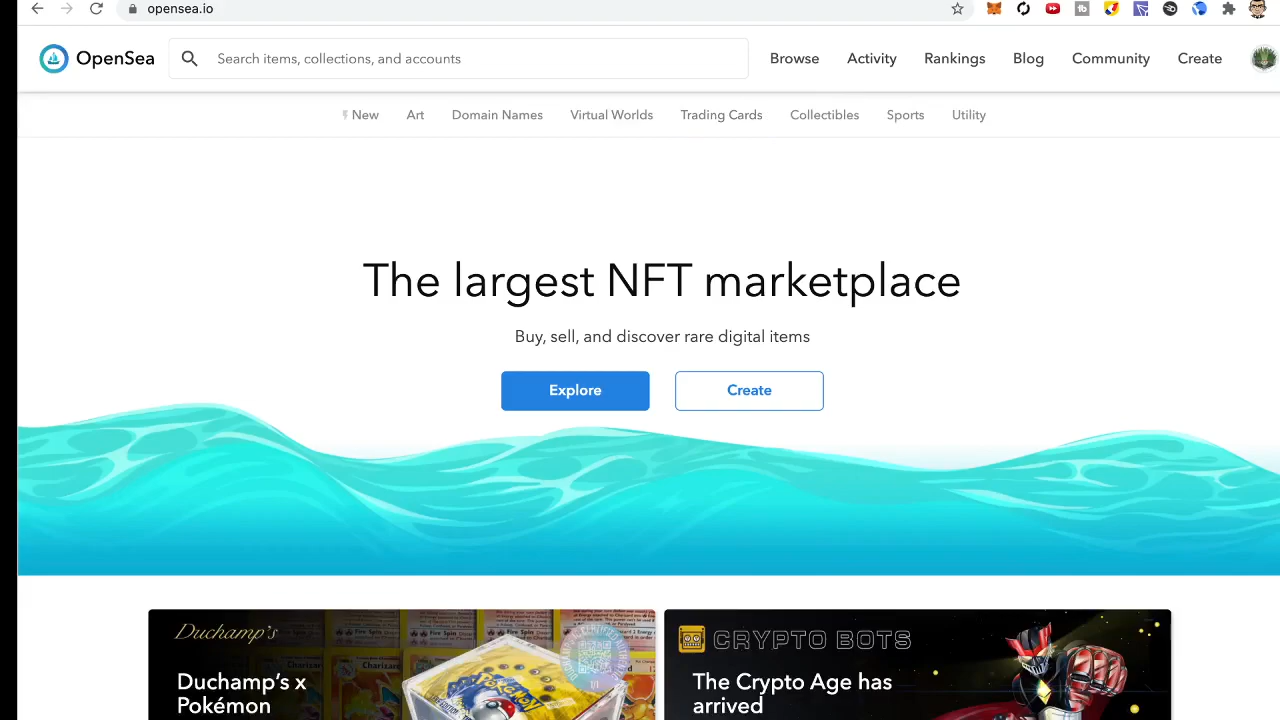 opensea.io
OpenSea
Search items, collections, and accounts
Browse
Activity
Rankings
Blog
Community
Create
New
Art
Domain Names
Virtual Worlds
Trading Cards
Collectibles
Sports
Utility
The largest NFT marketplace
Buy, sell, and discover rare digital items
Explore
Create
Duchamp's
Duchamp's x
Pokémon
CRYPTO BOTS
The Crypto Age has
arrived